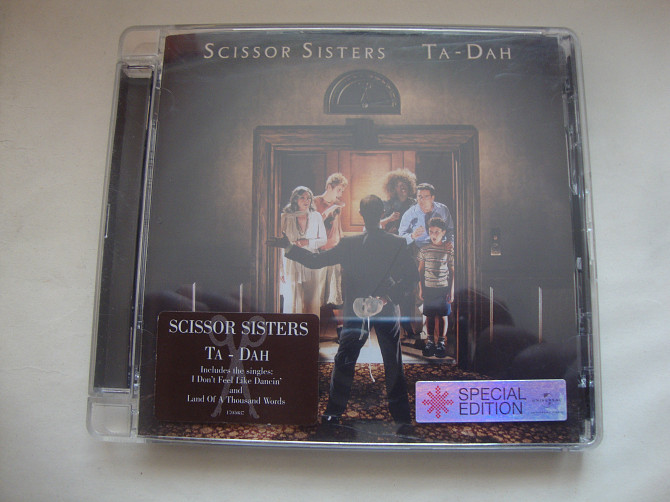 SCISSOR SISTERS TA-DAH
SCISSOR SISTERS
TA - DAH
Includes the singles:
I Don't Feel Like Dancin'
and
Land Of A Thousand Words
SPECIAL
EDITION
UNIVERSAL